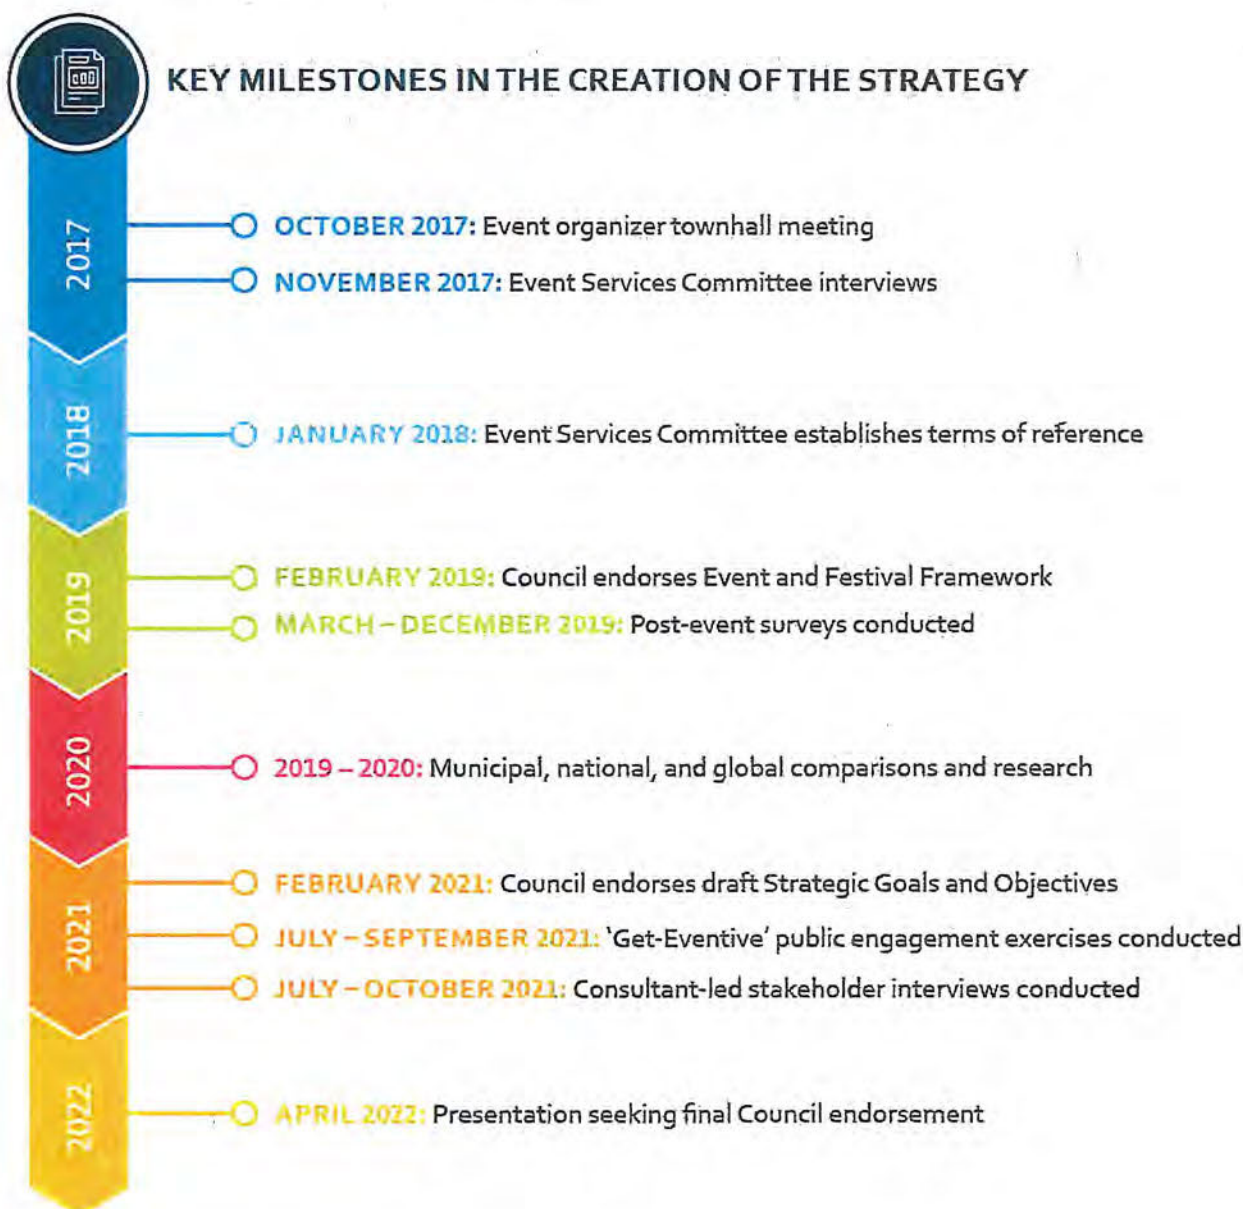 KEY MILESTONES IN THE CREATION OF THE STRATEGY
2017
OCTOBER 2017: Event organizer townhall meeting
NOVEMBER 2017: Event Services Committee interviews
2018
JANUARY 2018: Event Services Committee establishes terms of reference
2019
FEBRUARY 2019: Council endorses Event and Festival Framework
MARCH – DECEMBER 2019: Post-event surveys conducted
2020
2019 – 2020: Municipal, national, and global comparisons and research
2021
FEBRUARY 2021: Council endorses draft Strategic Goals and Objectives
JULY – SEPTEMBER 2021: 'Get-Eventive' public engagement exercises conducted
JULY – OCTOBER 2021: Consultant-led stakeholder interviews conducted
2022
APRIL 2022: Presentation seeking final Council endorsement